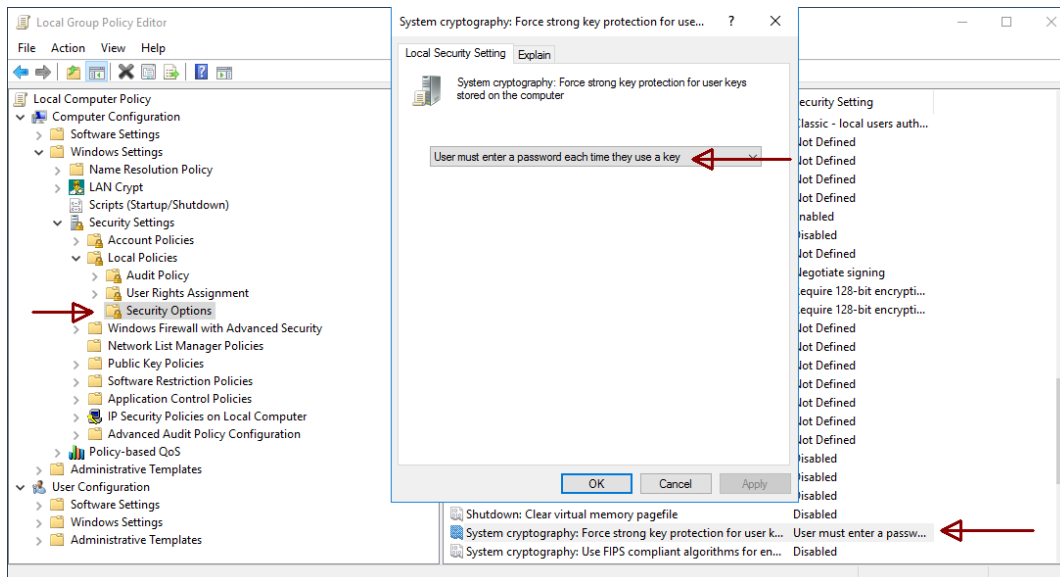 Local Group Policy Editor
File Action View Help
Local Computer Policy
Computer Configuration
Software Settings
Windows Settings
Name Resolution Policy
LAN Crypt
Scripts (Startup/Shutdown)
Security Settings
Account Policies
Local Policies
Audit Policy
User Rights Assignment
Security Options
Windows Firewall with Advanced Security
Network List Manager Policies
Public Key Policies
Software Restriction Policies
Application Control Policies
IP Security Policies on Local Computer
Advanced Audit Policy Configuration
Policy-based QoS
Administrative Templates
User Configuration
Software Settings
Windows Settings
Administrative Templates
System cryptography: Force strong key protection for use... ?
Local Security Setting Explain
System cryptography: Force strong key protection for user keys
stored on the computer
User must enter a password each time they use a key
OK Cancel Apply
ecurity Setting
lassic - local users auth...
Not Defined
Not Defined
Not Defined
Not Defined
nabled
isabled
Not Defined
Negotiate signing
equire 128-bit encrypti...
equire 128-bit encrypti...
Not Defined
Not Defined
Not Defined
Not Defined
Not Defined
Not Defined
Not Defined
isabled
isabled
isabled
Shutdown: Clear virtual memory pagefile Disabled
System cryptography: Force strong key protection for user k... User must enter a passw...
System cryptography: Use FIPS compliant algorithms for en... Disabled